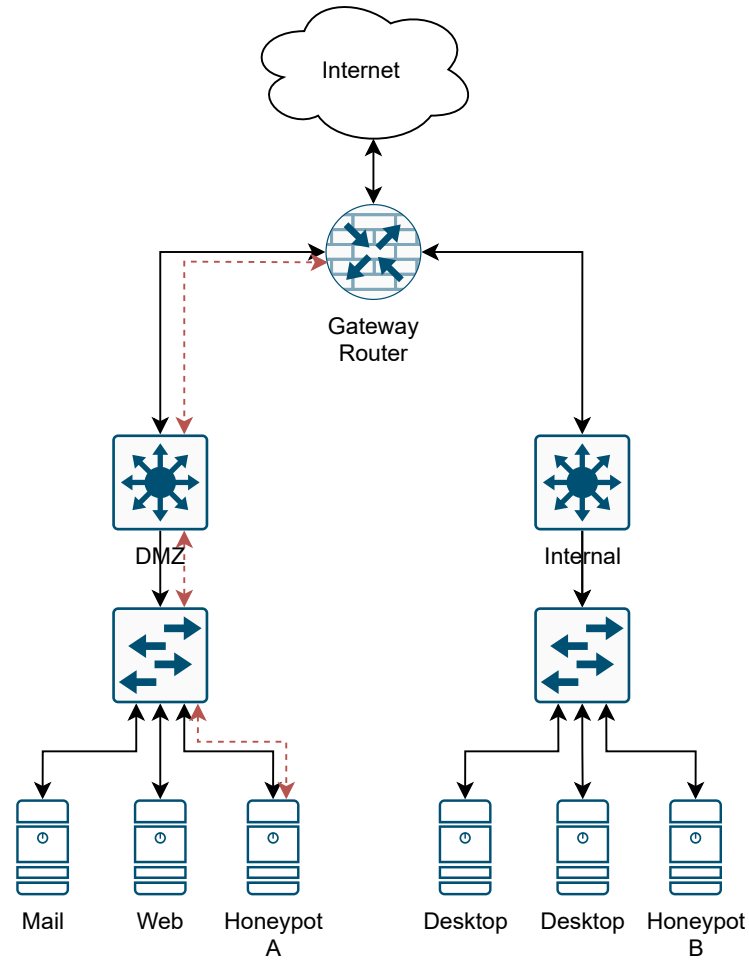 Internet
Gateway
Router
DMZ
Internal
Mail
Web
Honeypot
A
Desktop
Desktop
Honeypot
B